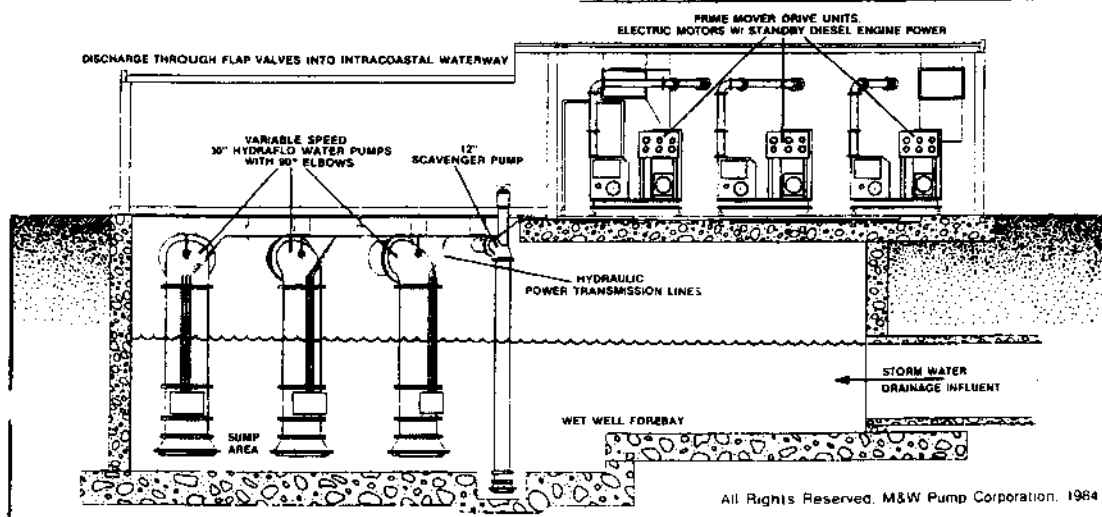 PRIME MOVER DRIVE UNITS.
ELECTRIC MOTORS W/ STANDBY DIESEL ENGINE POWER
DISCHARGE THROUGH FLAP VALVES INTO INTRACOASTAL WATERWAY
VARIABLE SPEED
30" HYDRAFLO WATER PUMPS
WITH 90° ELBOWS
12"
SCAVENGER PUMP
HYDRAULIC
POWER TRANSMISSION LINES
STORM WATER
DRAINAGE INFLUENT
WET WELL FOREBAY
SUMP
AREA
All Rights Reserved. M&W Pump Corporation. 1984